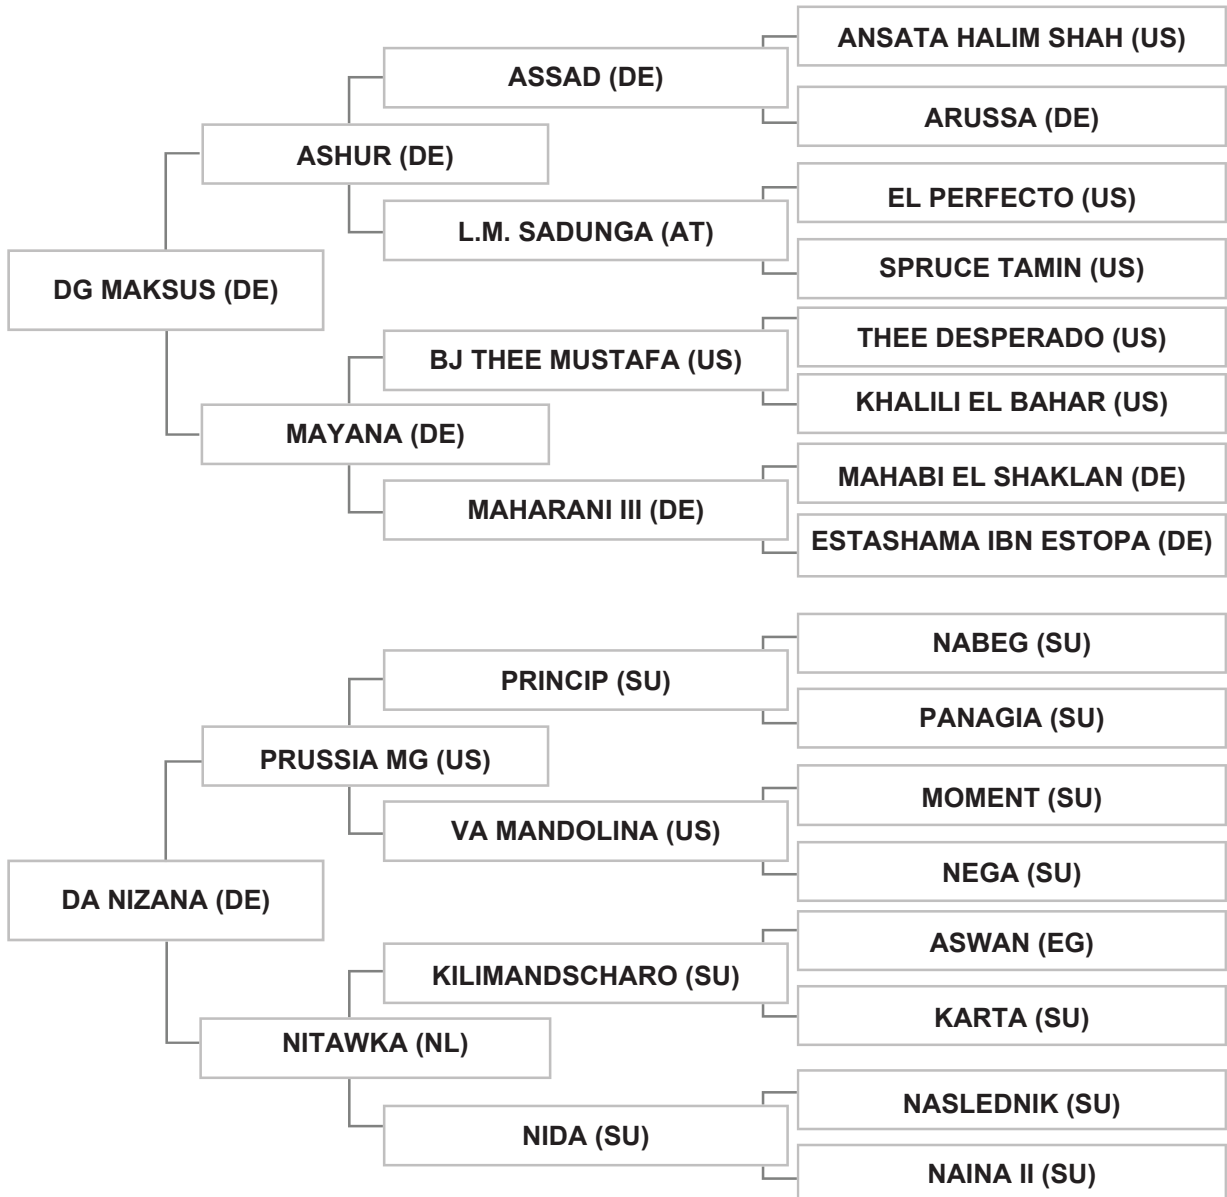 ANSATA HALIM SHAH (US)
ASSAD (DE)
ARUSSA (DE)
ASHUR (DE)
EL PERFECTO (US)
L.M. SADUNGA (AT)
SPRUCE TAMIN (US)
DG MAKSUS (DE)
THEE DESPERADO (US)
BJ THEE MUSTAFA (US)
KHALILI EL BAHAR (US)
MAYANA (DE)
MAHABI EL SHAKLAN (DE)
MAHARANI III (DE)
ESTASHAMA IBN ESTOPA (DE)
NABEG (SU)
PRINCIP (SU)
PANAGIA (SU)
PRUSSIA MG (US)
MOMENT (SU)
VA MANDOLINA (US)
NEGA (SU)
DA NIZANA (DE)
ASWAN (EG)
KILIMANDSCHARO (SU)
KARTA (SU)
NITAWKA (NL)
NASLEDNIK (SU)
NIDA (SU)
NAINA II (SU)